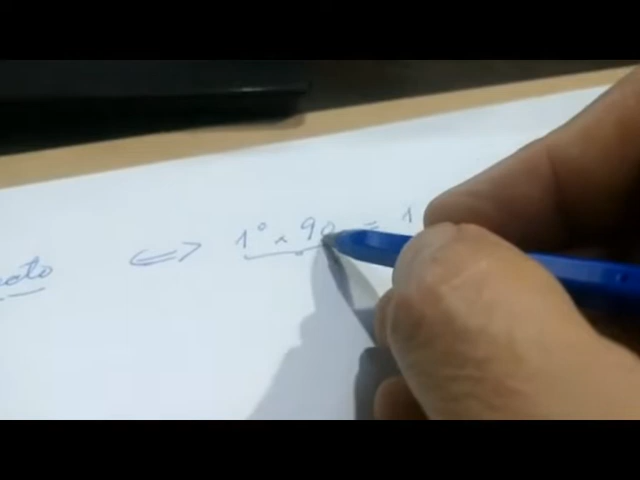 <=> 1° x 90 = 1